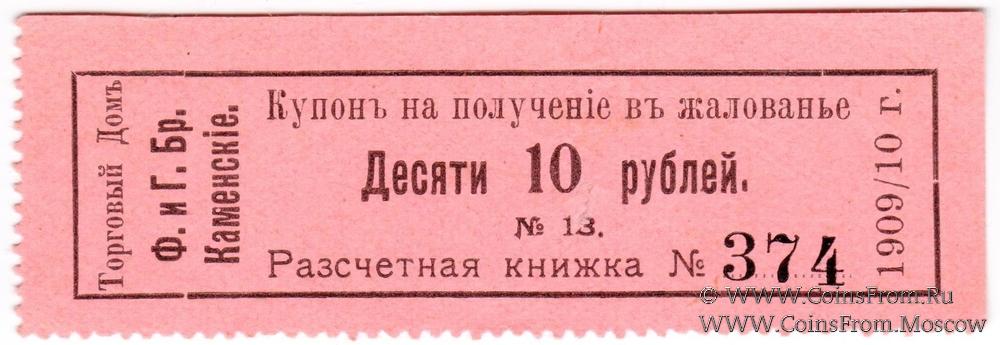 Торговый Домъ
Ф. и Г. Бр.
Каменскіе.
Купонъ на полученіе въ жалованье
Десяти 10 рублей.
№ 13.
Разсчетная книжка № 374
1909/10 г.
© www.CoinsFrom.Ru
www.CoinsFrom.Moscow